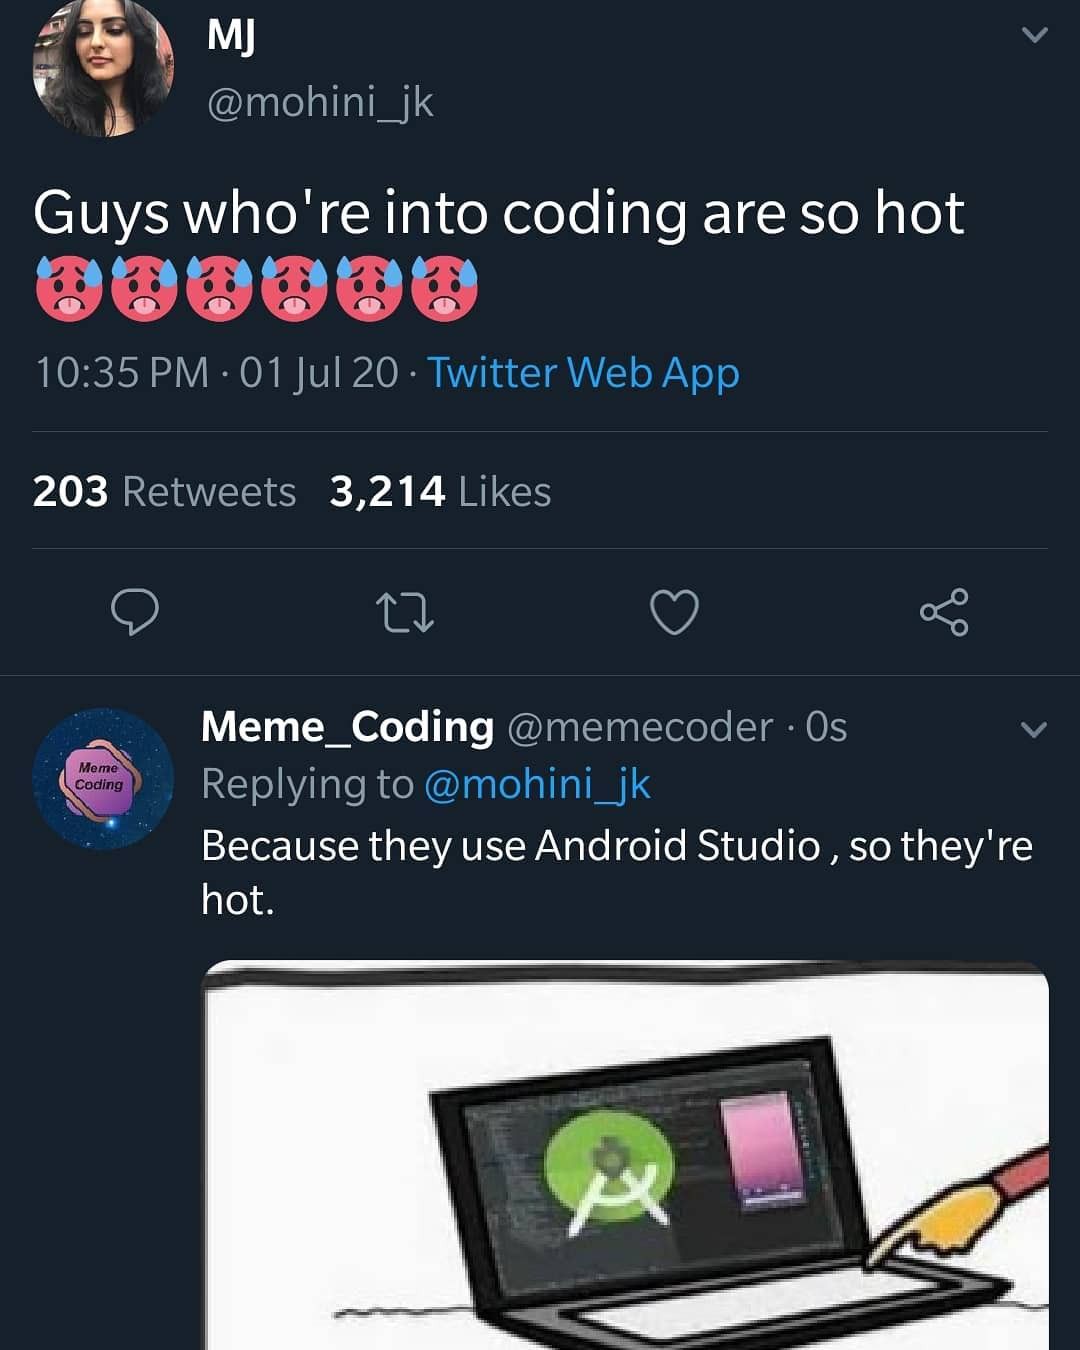 MJ
@mohini_jk
Guys who're into coding are so hot
🥵🥵🥵🥵🥵🥵
10:35 PM · 01 Jul 20 · Twitter Web App
203 Retweets 3,214 Likes
Meme_Coding @memecoder · 0s
Meme
Coding
Replying to @mohini_jk
Because they use Android Studio , so they're
hot.